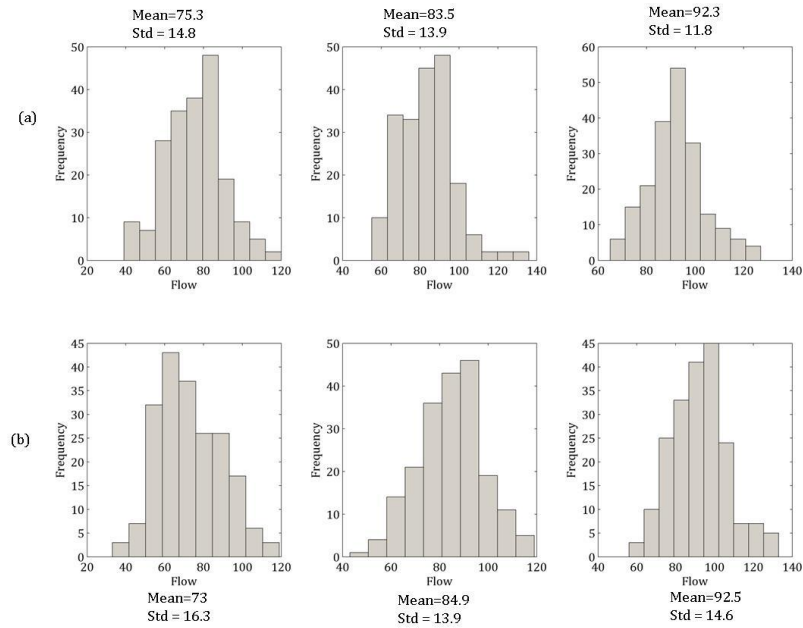 Mean=75.3
Std = 14.8
Mean=83.5
Std = 13.9
Mean=92.3
Std = 11.8
(a)
Frequency
50
40
30
20
10
0
20 40 60 80 100 120
Flow
Frequency
50
40
30
20
10
0
40 60 80 100 120 140
Flow
Frequency
60
50
40
30
20
10
0
60 80 100 120 140
Flow
(b)
Frequency
45
40
35
30
25
20
15
10
5
0
20 40 60 80 100 120
Flow
Frequency
50
40
30
20
10
0
40 60 80 100 120
Flow
Frequency
45
40
35
30
25
20
15
10
5
0
40 60 80 100 120 140
Flow
Mean=73
Std = 16.3
Mean=84.9
Std = 13.9
Mean=92.5
Std = 14.6